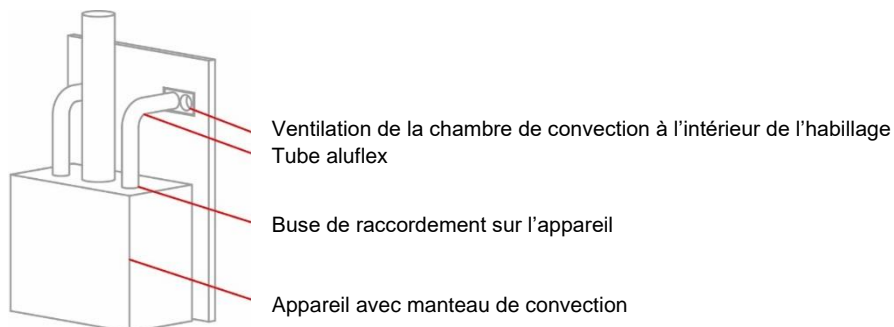 Ventilation de la chambre de convection à l’intérieur de l’habillage
Tube aluflex
Buse de raccordement sur l’appareil
Appareil avec manteau de convection